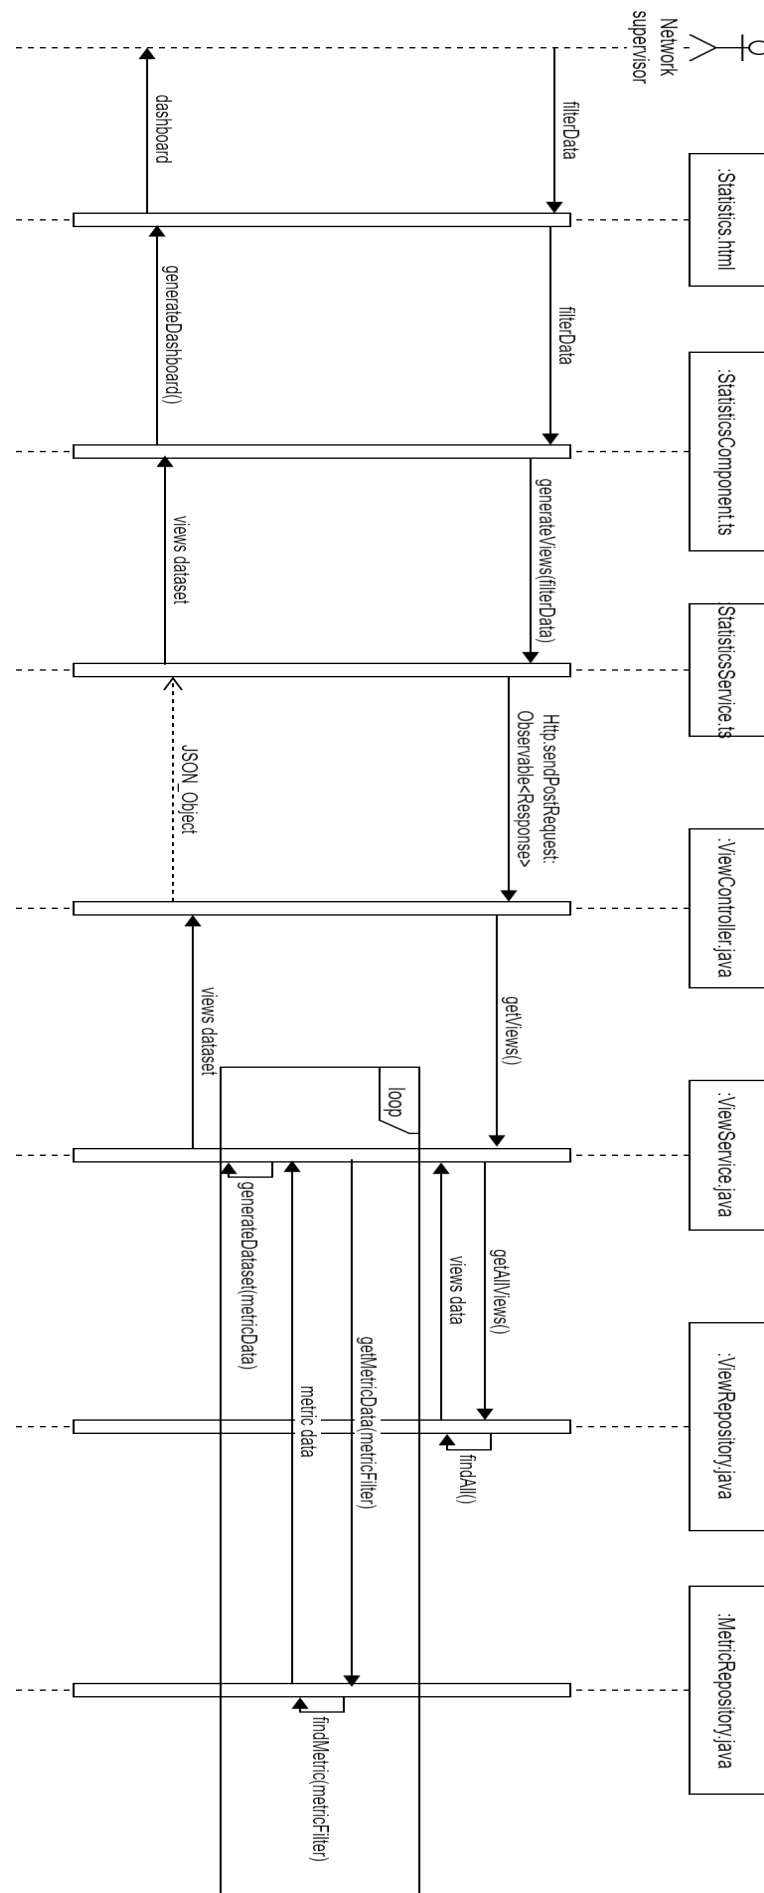 Network
supervisor
:Statistics.html
:StatisticsComponent.ts
:StatisticsService.ts
:ViewController.java
:ViewService.java
:ViewRepository.java
:MetricRepository.java
filterData
filterData
generateViews(filterData)
Http.sendPostRequest:
Observable<Response>
getViews()
getAllViews()
findAll()
views data
loop
getMetricData(metricFilter)
findMetric(metricFilter)
metric data
generateDataset(metricData)
views dataset
JSON_Object
views dataset
generateDashboard()
dashboard